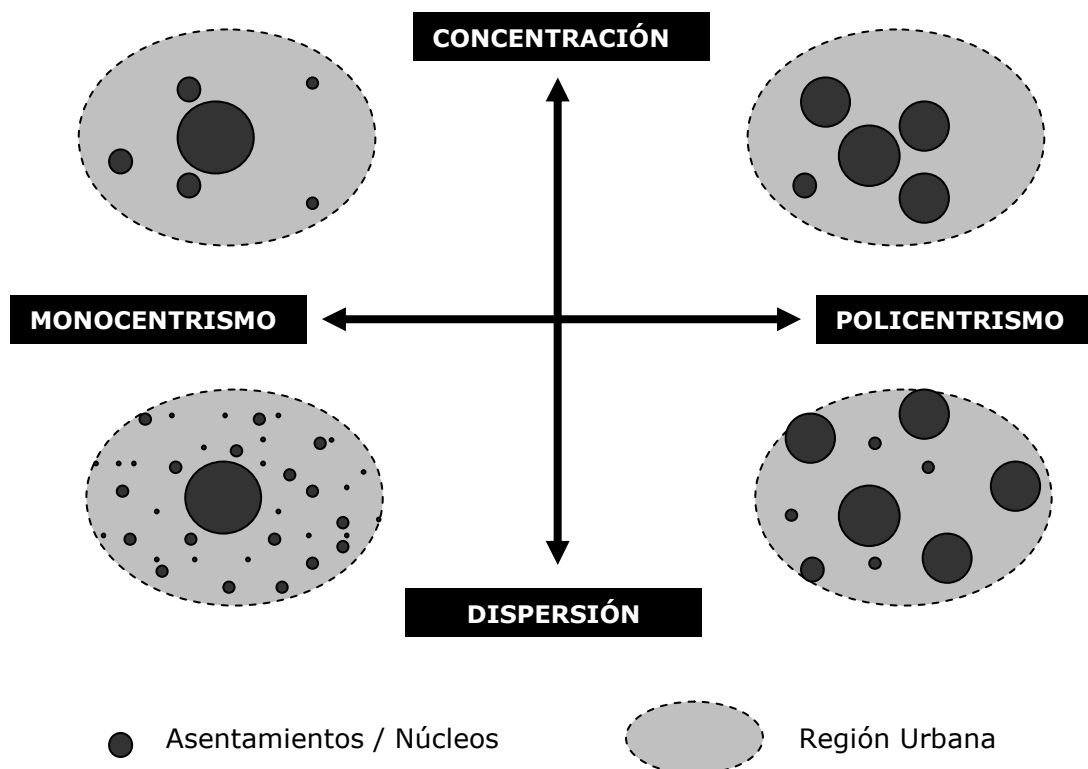 CONCENTRACIÓN
MONOCENTRISMO
POLICENTRISMO
DISPERSIÓN
Asentamientos / Núcleos
Región Urbana